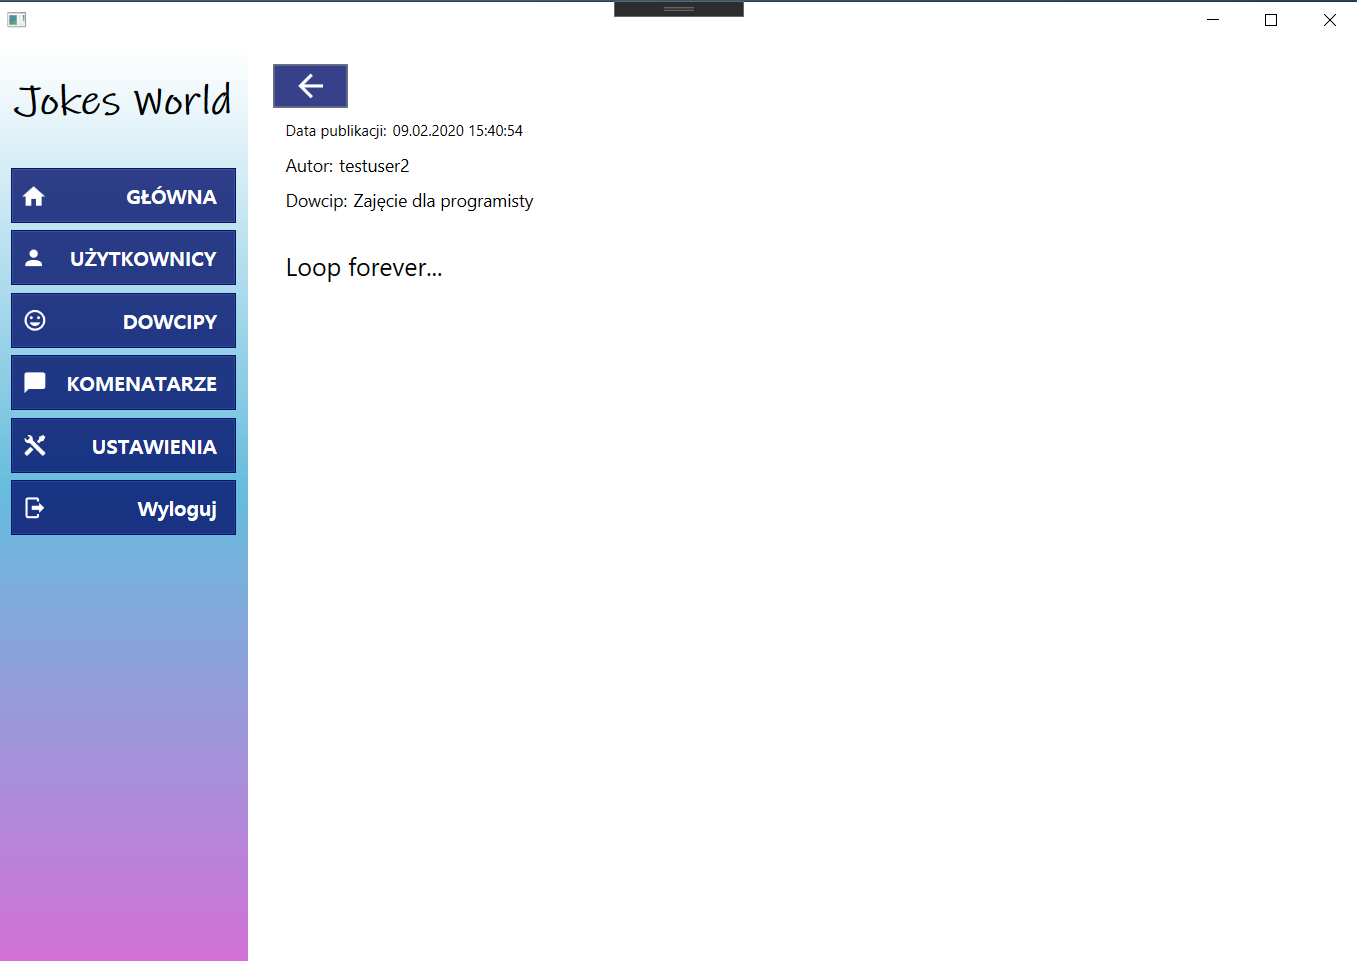 Jokes World
GŁÓWNA
UŻYTKOWNICY
DOWCIPY
KOMENATARZE
USTAWIENIA
Wyloguj
Data publikacji: 09.02.2020 15:40:54
Autor: testuser2
Dowcip: Zajęcie dla programisty
Loop forever...